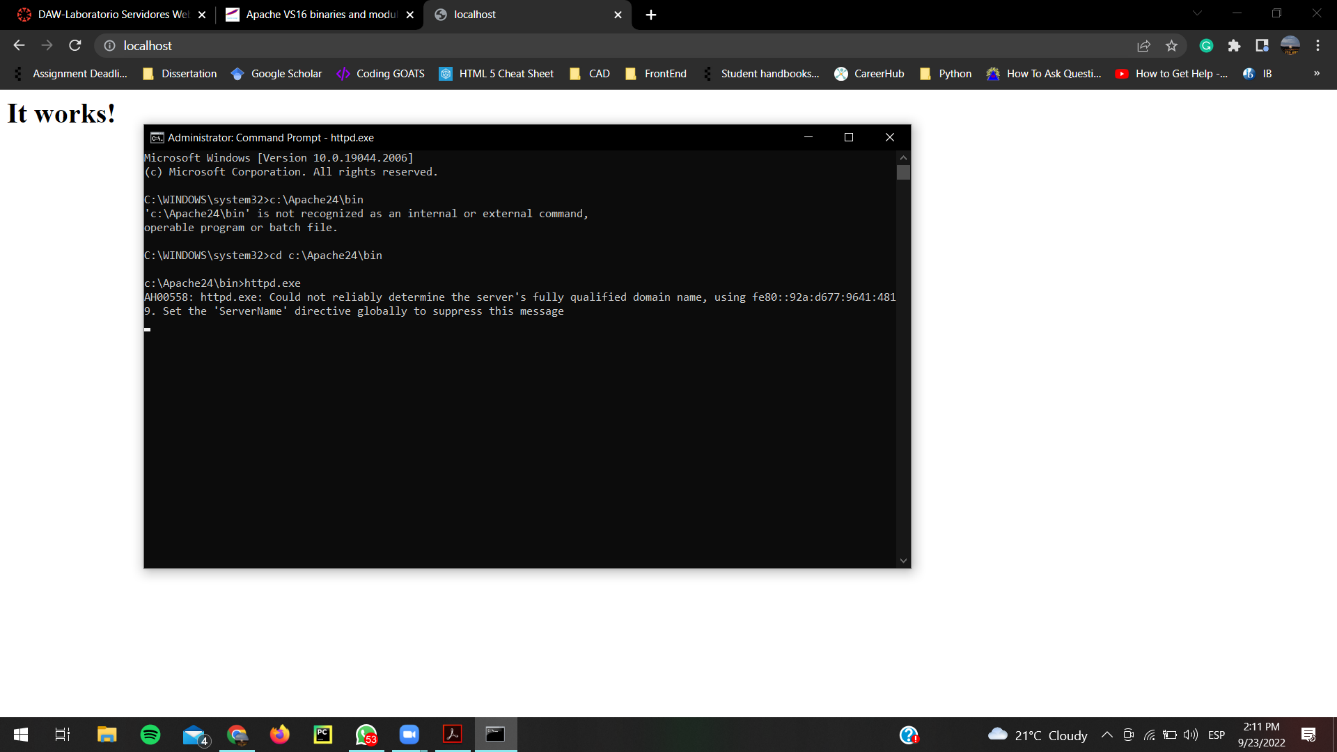 DAW-Laboratorio Servidores Wel
Apache VS16 binaries and modul
localhost
localhost
Assignment Deadli...
Dissertation
Google Scholar
Coding GOATS
HTML 5 Cheat Sheet
CAD
FrontEnd
Student handbooks...
CareerHub
Python
How To Ask Questi...
How to Get Help -...
IB
»
It works!
Administrator: Command Prompt - httpd.exe
Microsoft Windows [Version 10.0.19044.2006]
(c) Microsoft Corporation. All rights reserved.
C:\WINDOWS\system32>c:\Apache24\bin
'c:\Apache24\bin' is not recognized as an internal or external command,
operable program or batch file.
C:\WINDOWS\system32>cd c:\Apache24\bin
c:\Apache24\bin>httpd.exe
AH00558: httpd.exe: Could not reliably determine the server's fully qualified domain name, using fe80::92a:d677:9641:481
9. Set the 'ServerName' directive globally to suppress this message
4
PC
53
21°C Cloudy
ESP
2:11 PM
9/23/2022